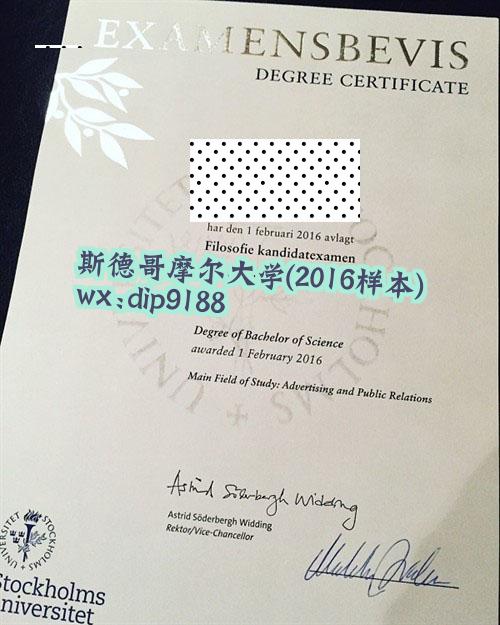 EXAMENSBEVIS
DEGREE CERTIFICATE
har den 1 februari 2016 avlagt
Filosofie kandidatexamen
斯德哥摩尔大学(2016样本)
wx:dip9188
Degree of Bachelor of Science
awarded 1 February 2016
Main Field of Study: Advertising and Public Relations
Astrid Söderbergh Widding
Astrid Söderbergh Widding
Rektor/Vice-Chancellor
Stockholms
universitet